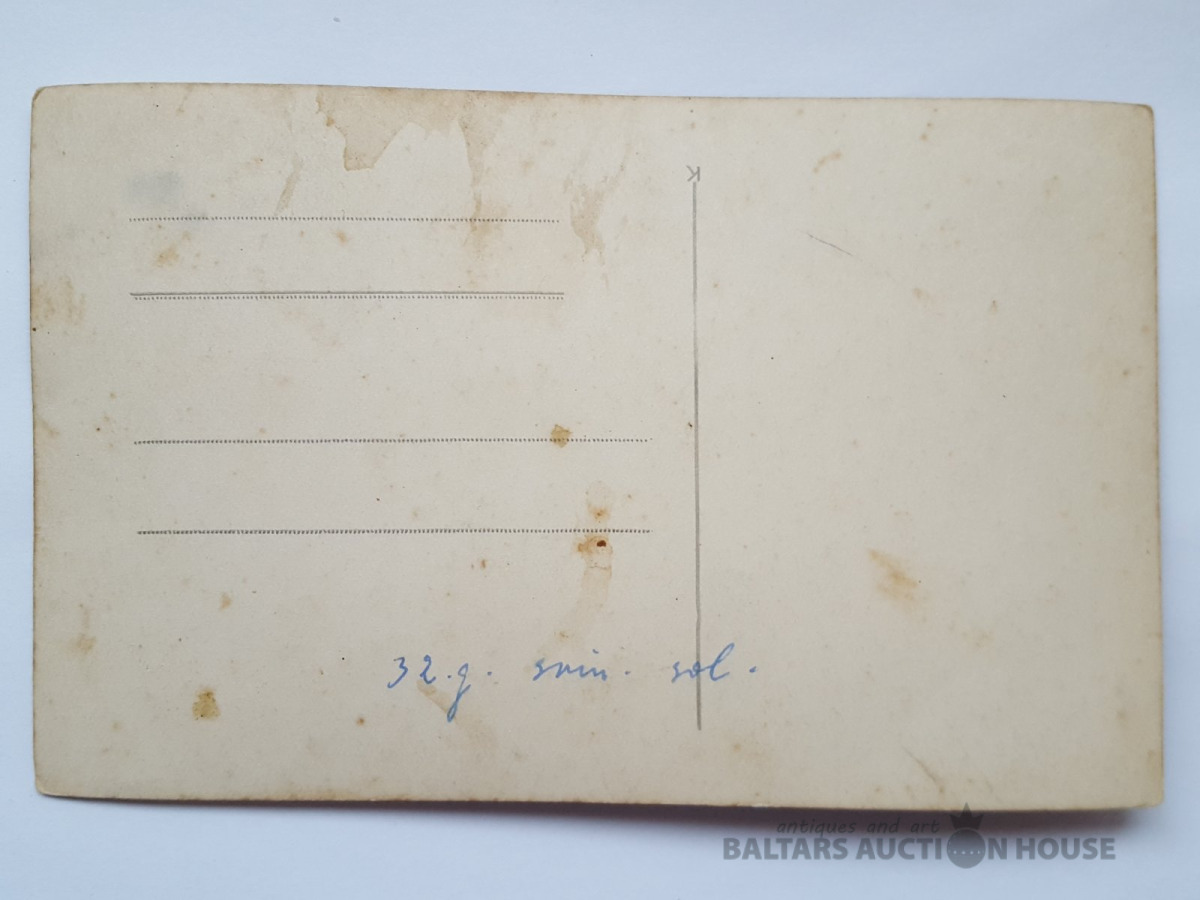 K
32.g. svin. sol.
antiques and art
BALTARS AUCTION HOUSE